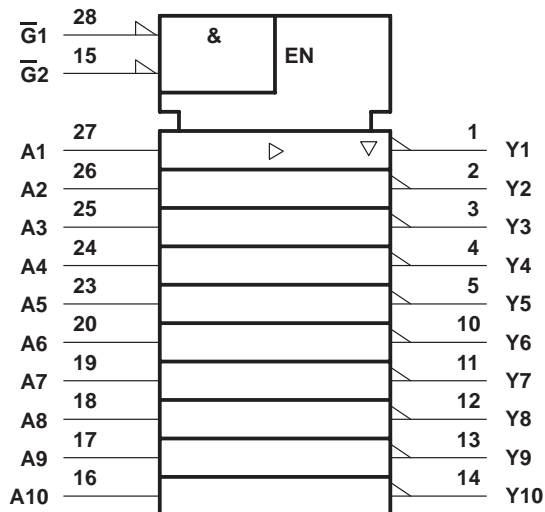 G̅1 28 &
G̅2 15 EN
A1 27 1 Y1
A2 26 2 Y2
A3 25 3 Y3
A4 24 4 Y4
A5 23 5 Y5
A6 20 10 Y6
A7 19 11 Y7
A8 18 12 Y8
A9 17 13 Y9
A10 16 14 Y10